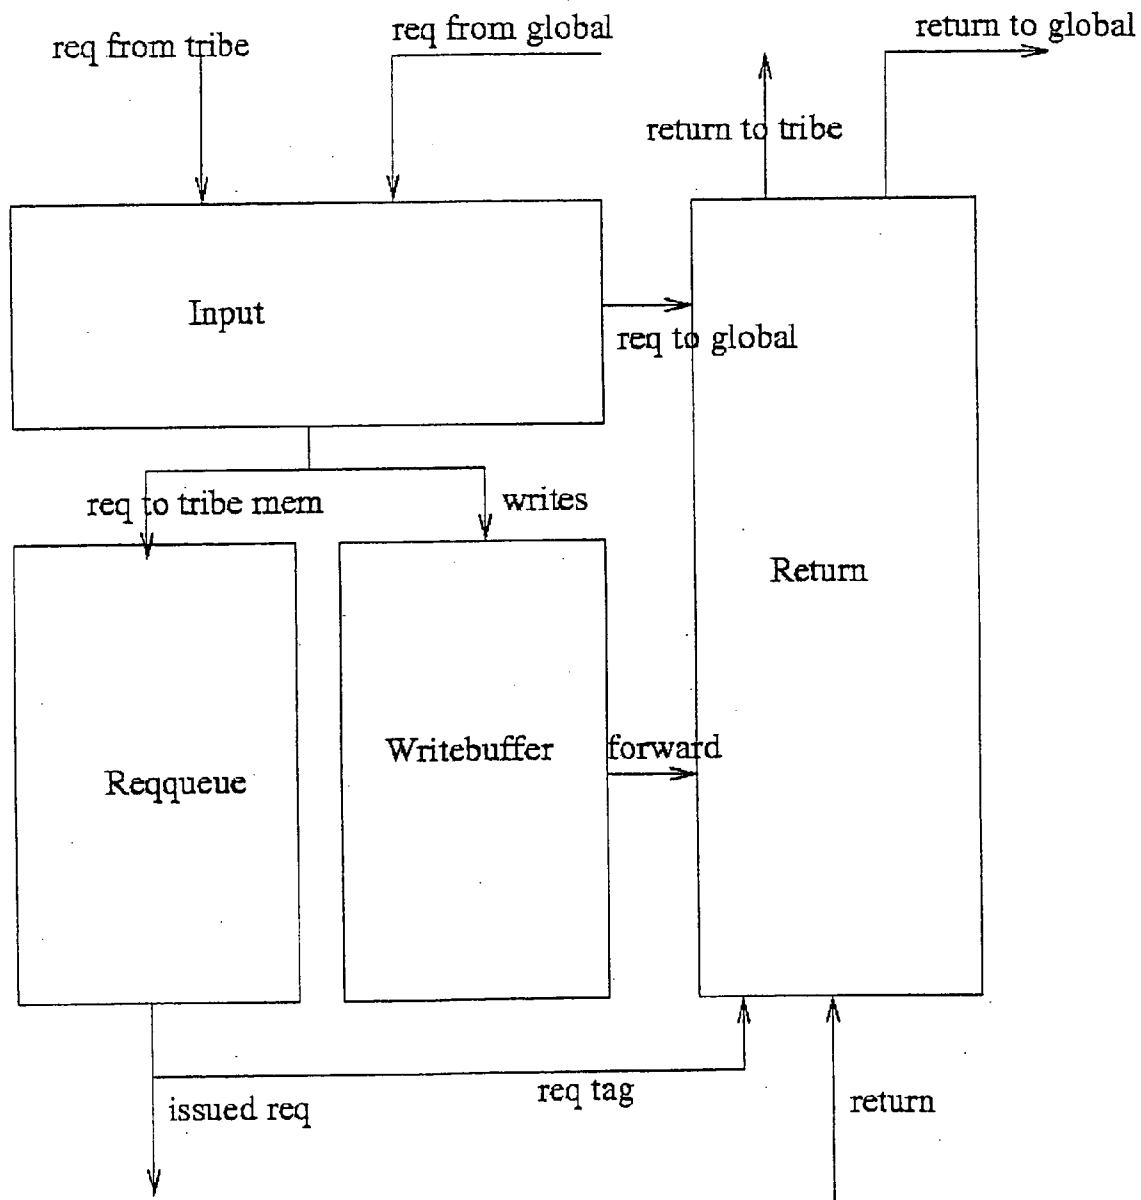 req from tribe
req from global
return to global
return to tribe
Input
req to global
req to tribe mem
writes
Return
Writebuffer
forward
Reqqueue
req tag
issued req
return